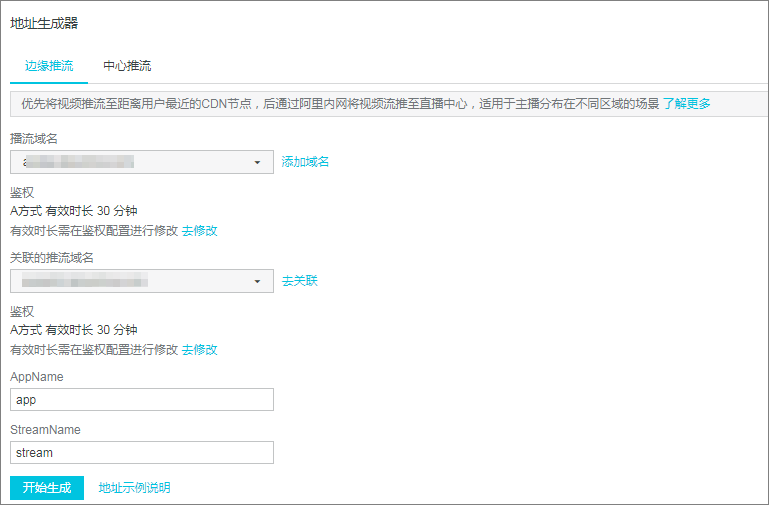 地址生成器
边缘推流 中心推流
优先将视频推流至距离用户最近的CDN节点，后通过阿里内网将视频流推至直播中心，适用于主播分布在不同区域的场景 了解更多
播流域名
添加域名
鉴权
A方式 有效时长 30 分钟
有效时长需在鉴权配置进行修改 去修改
关联的推流域名
去关联
鉴权
A方式 有效时长 30 分钟
有效时长需在鉴权配置进行修改 去修改
AppName
app
StreamName
stream
开始生成 地址示例说明